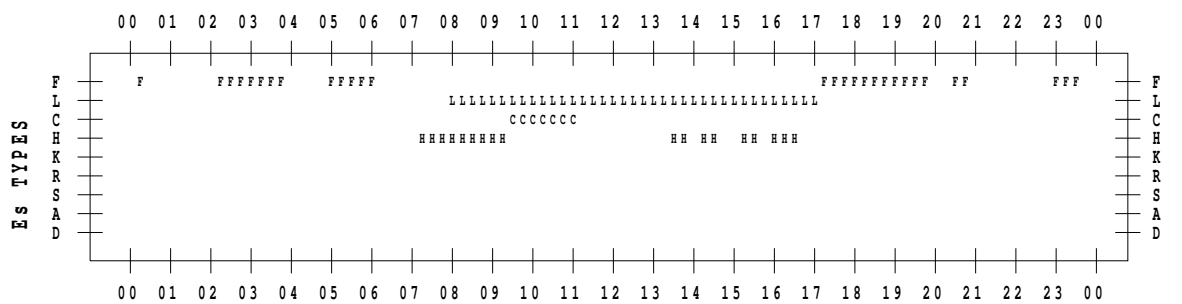 00 01 02 03 04 05 06 07 08 09 10 11 12 13 14 15 16 17 18 19 20 21 22 23 00
Es TYPES
F F FFFFFFF FFFFF FFFFFFFFFFF FF FFF F
L LLLLLLLLLLLLLLLLLLLLLLLLLLLLLLLLLLLLL L
C CCCCCCC C
H HHHHHHHHH HH HH HH HHH H
K K
R R
S S
A A
D D
00 01 02 03 04 05 06 07 08 09 10 11 12 13 14 15 16 17 18 19 20 21 22 23 00